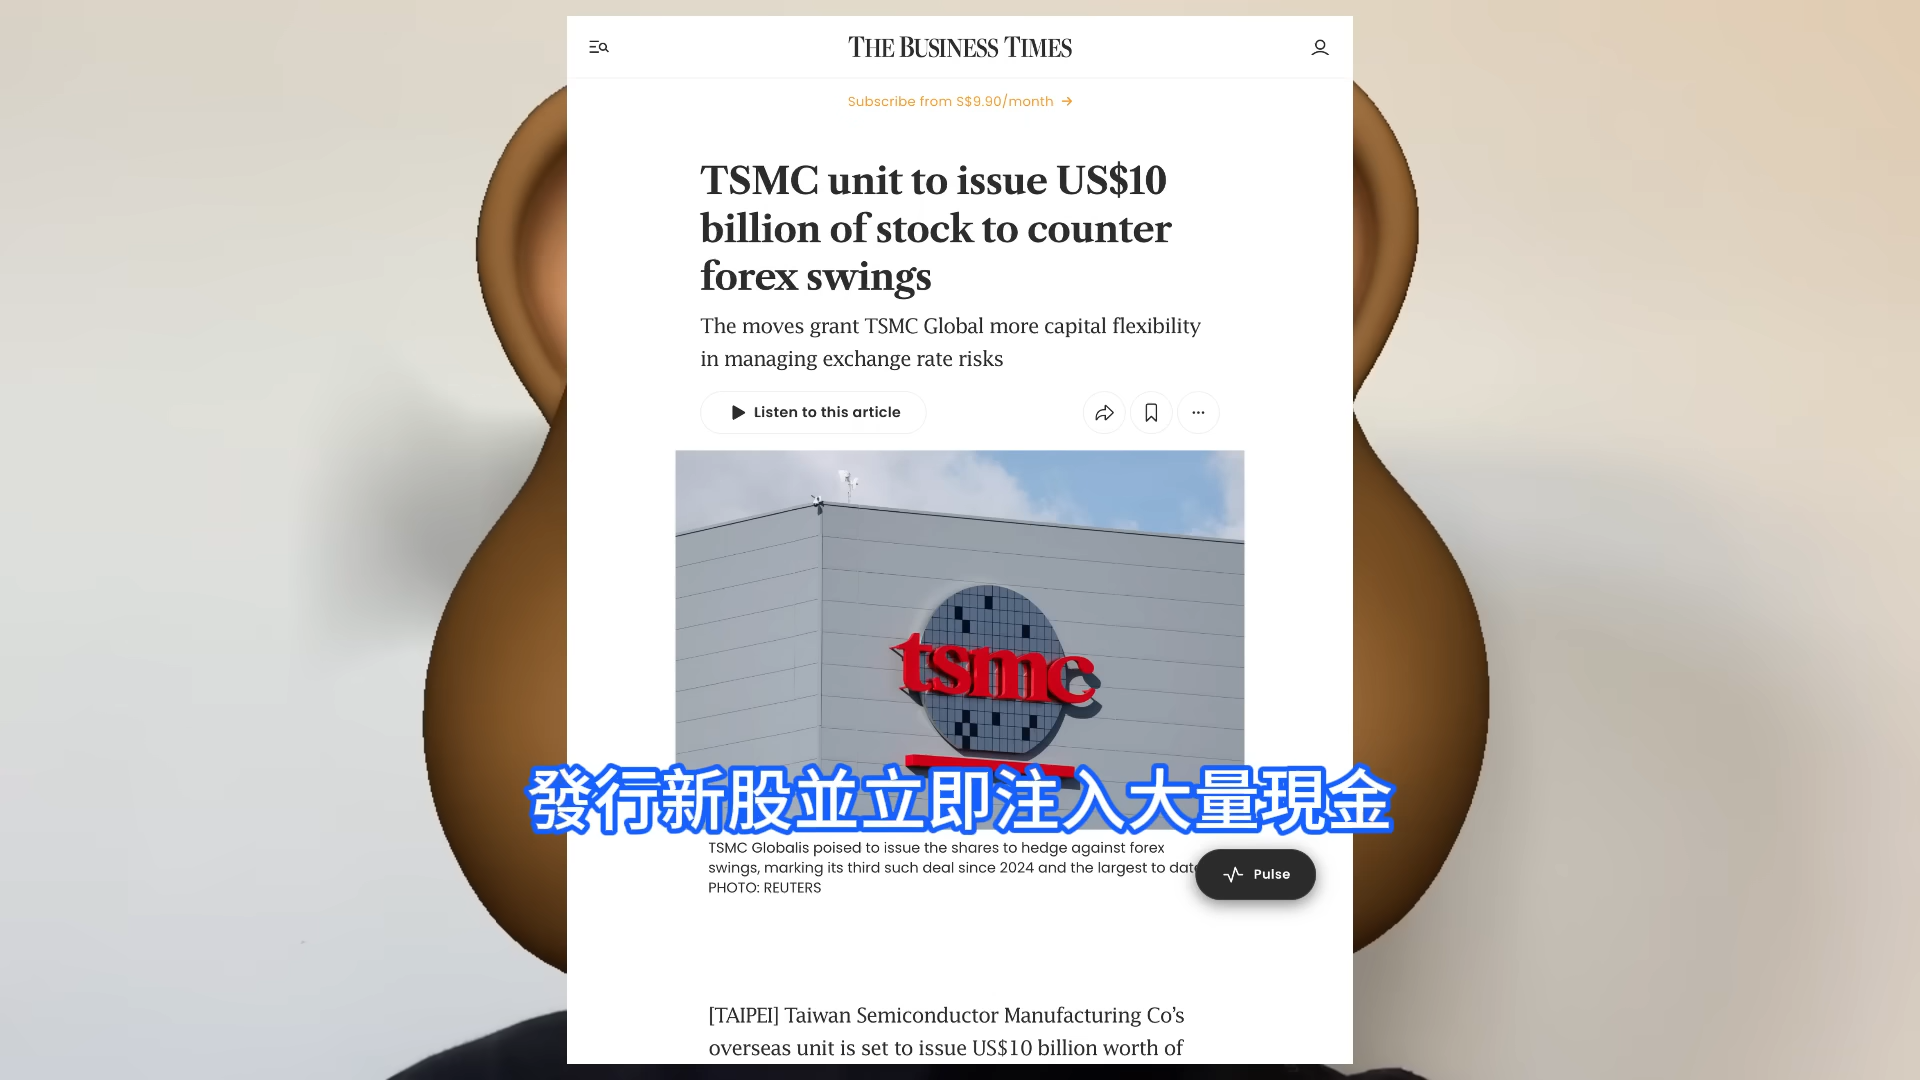 THE BUSINESS TIMES
Subscribe from S$9.90/month →
TSMC unit to issue US$10
billion of stock to counter
forex swings
The moves grant TSMC Global more capital flexibility
in managing exchange rate risks
Listen to this article
tsmc
發行新股並立即注入大量現金
TSMC Globalis poised to issue the shares to hedge against forex
swings, marking its third such deal since 2024 and the largest to date
PHOTO: REUTERS
Pulse
[TAIPEI] Taiwan Semiconductor Manufacturing Co’s
overseas unit is set to issue US$10 billion worth of